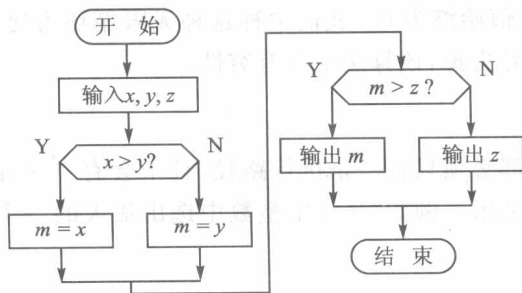 开 始
输入x, y, z
Y
x > y?
N
m = x
m = y
Y
m > z ?
N
输出 m
输出 z
结 束